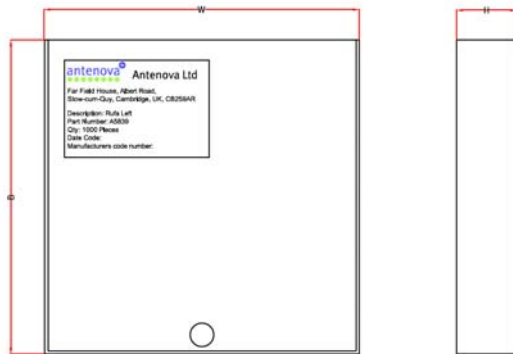 W
H
D
antenova
Antenova Ltd
Far Field House, Albert Road,
Stow-cum-Quy, Cambridge, UK, CB259AR
Description: Rufa Left
Part Number: A5839
Qty: 1000 Pieces
Date Code:
Manufacturers code number: